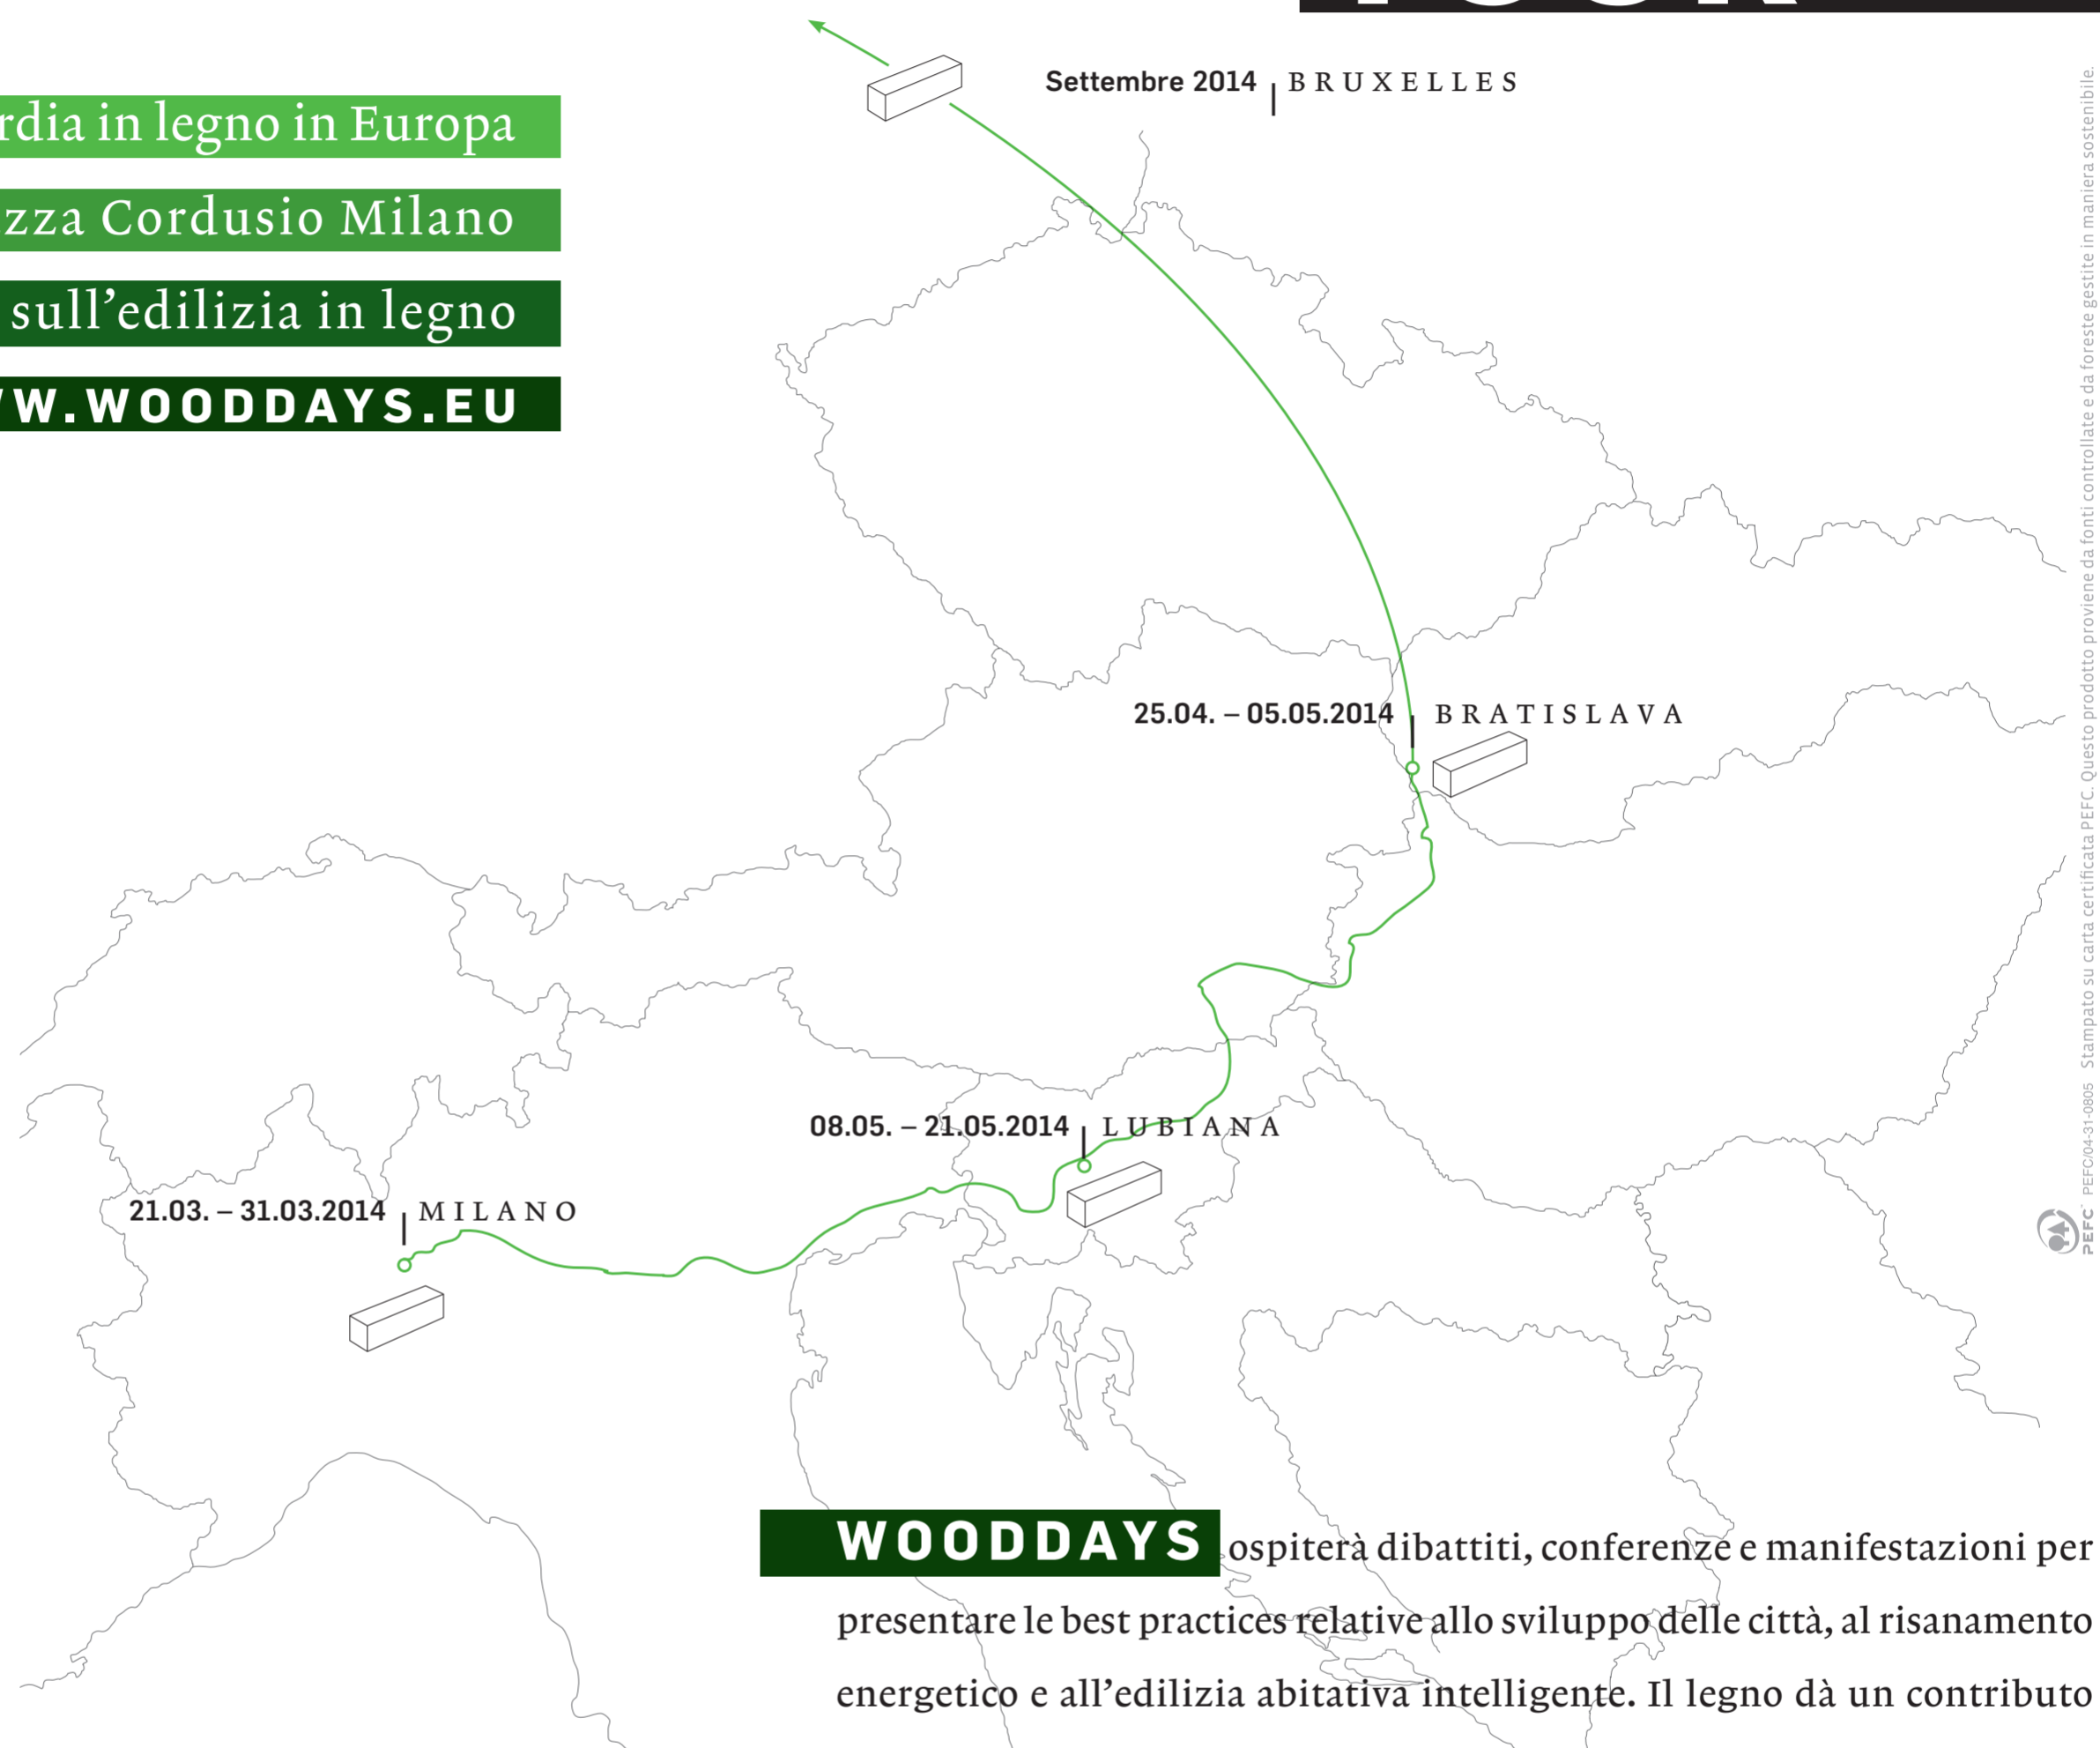 Settembre 2014 | BRUXELLES
in legno in Europa
Cordusio Milano
sull'edilizia in legno
.WOODDAYS.EU
25.04. – 05.05.2014 | BRATISLAVA
08.05. – 21.05.2014 | LUBIANA
21.03. – 31.03.2014 | MILANO
WOODDAYS ospiterà dibattiti, conferenze e manifestazioni per
presentare le best practices relative allo sviluppo delle città, al risanamento
energetico e all'edilizia abitativa intelligente. Il legno dà un contributo
PEFC PEFC/04-31-0805 Stampato su carta certificata PEFC. Questo prodotto proviene da fonti controllate e da foreste gestite in maniera sostenibile.